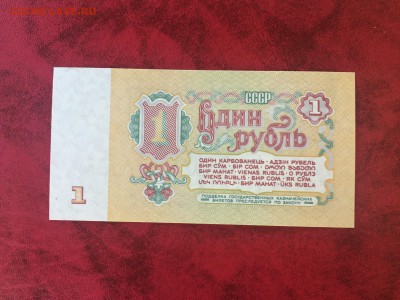 СССР
1
Один
рубль
1
ОДИН КАРБОВАНЕЦЬ • АДЗІН РУБЕЛЬ
БИР СЎМ • БІР СОМ • ᲔᲠᲗᲘ ᲛᲐᲜᲔᲗᲘ
БИР МАНАТ • VIENAS RUBLIS • О РУБЛЭ
VIENS RUBLIS • БИР СОМ • ЯК СЎМ
ՄԵԿ ՌՈՒԲԼԻ • БИР МАНАТ • ÜKS RUBLA
1
ПОДДЕЛКА ГОСУДАРСТВЕННЫХ КАЗНАЧЕЙСКИХ
БИЛЕТОВ ПРЕСЛЕДУЕТСЯ ПО ЗАКОНУ